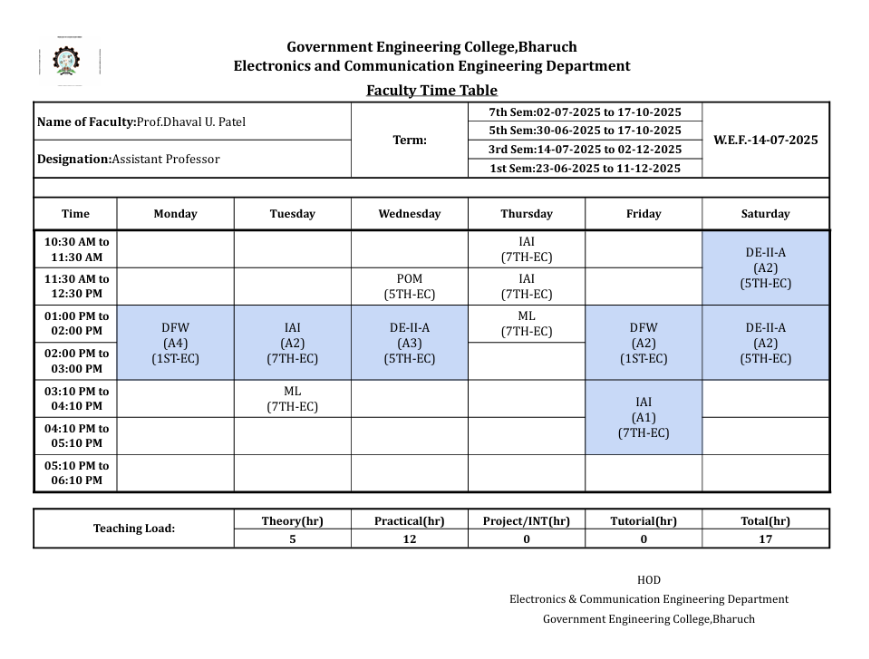 Government Engineering College,Bharuch
Electronics and Communication Engineering Department
Faculty Time Table
Name of Faculty:Prof.Dhaval U. Patel
Designation:Assistant Professor
Term:
7th Sem:02-07-2025 to 17-10-2025
5th Sem:30-06-2025 to 17-10-2025
3rd Sem:14-07-2025 to 02-12-2025
1st Sem:23-06-2025 to 11-12-2025
W.E.F.-14-07-2025
Time Monday Tuesday Wednesday Thursday Friday Saturday
10:30 AM to
11:30 AM
IAI
(7TH-EC)
DE-II-A
(A2)
(5TH-EC)
11:30 AM to
12:30 PM
POM
(5TH-EC)
IAI
(7TH-EC)
01:00 PM to
02:00 PM
DFW
(A4)
(1ST-EC)
IAI
(A2)
(7TH-EC)
DE-II-A
(A3)
(5TH-EC)
ML
(7TH-EC)
DFW
(A2)
(1ST-EC)
DE-II-A
(A2)
(5TH-EC)
02:00 PM to
03:00 PM
03:10 PM to
04:10 PM
ML
(7TH-EC)
IAI
(A1)
(7TH-EC)
04:10 PM to
05:10 PM
05:10 PM to
06:10 PM
Teaching Load:
Theory(hr) Practical(hr) Project/INT(hr) Tutorial(hr) Total(hr)
5 12 0 0 17
HOD
Electronics & Communication Engineering Department
Government Engineering College,Bharuch